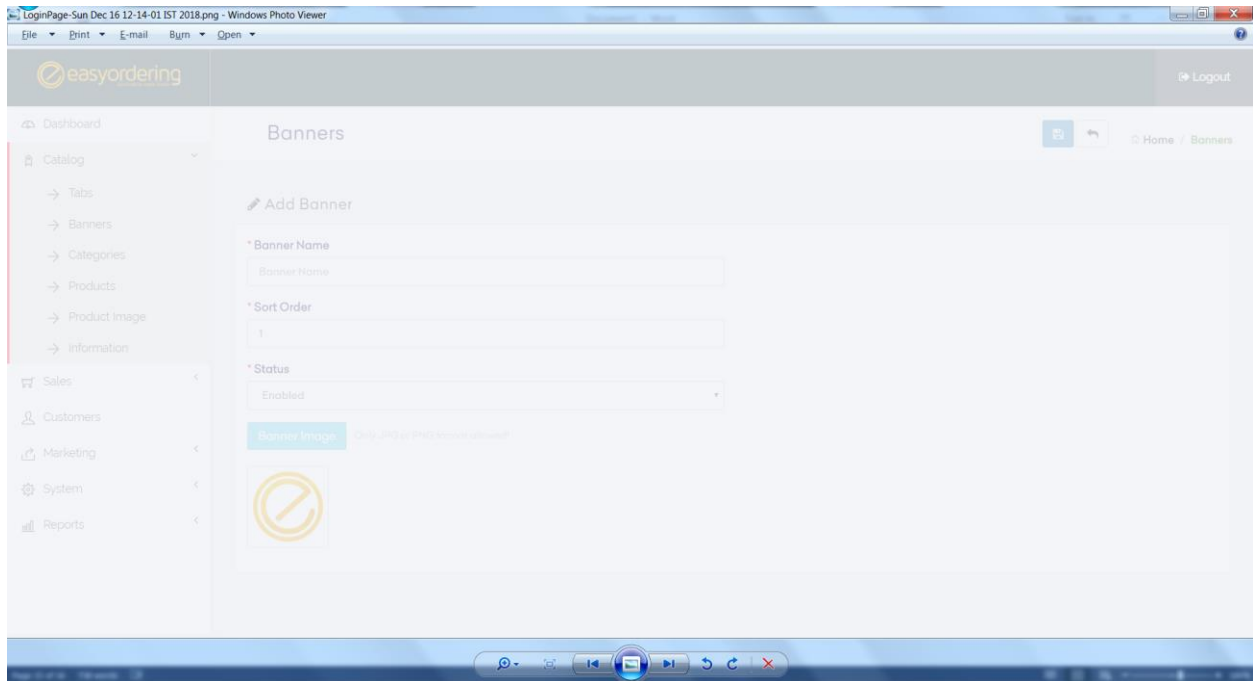 LoginPage-Sun Dec 16 12-14-01 IST 2018.png - Windows Photo Viewer
File Print E-mail Burn Open
easyordering
Logout
Dashboard
Banners
Home / Banners
Catalog
Tabs
Add Banner
Banners
* Banner Name
Categories
Banner Name
Products
* Sort Order
Product Image
1
Information
* Status
Sales
Enabled
Customers
Banner Image
Marketing
System
Reports